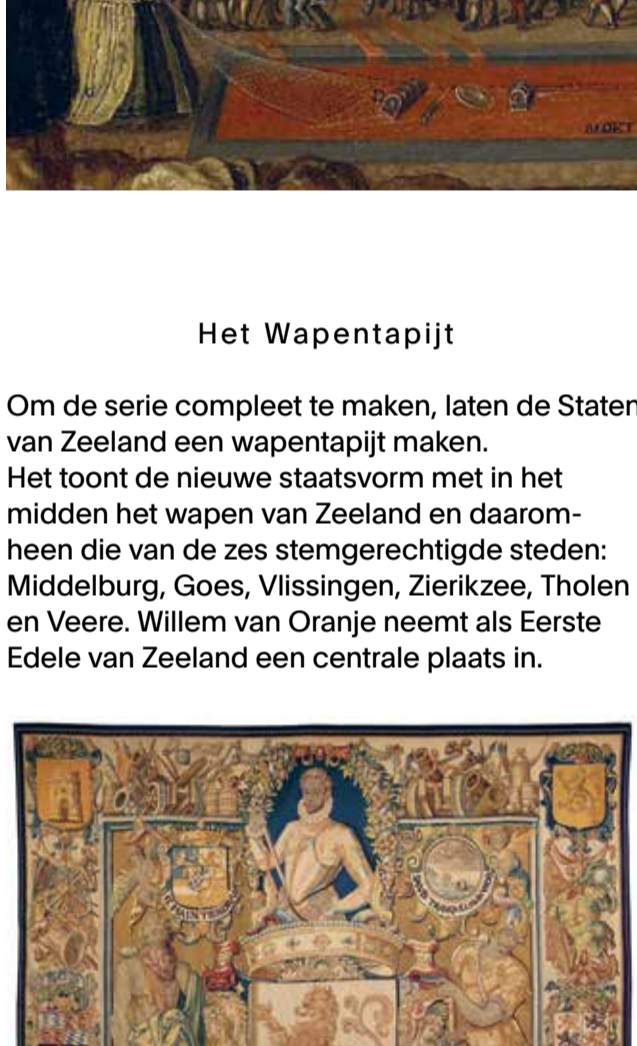 Het Wapentapijt
Om de serie compleet te maken, laten de Staten
van Zeeland een wapentapijt maken.
Het toont de nieuwe staatsvorm met in het
midden het wapen van Zeeland en daarom-
heen die van de zes stemgerechtigde steden:
Middelburg, Goes, Vlissingen, Zierikzee, Tholen
en Veere. Willem van Oranje neemt als Eerste
Edele van Zeeland een centrale plaats in.